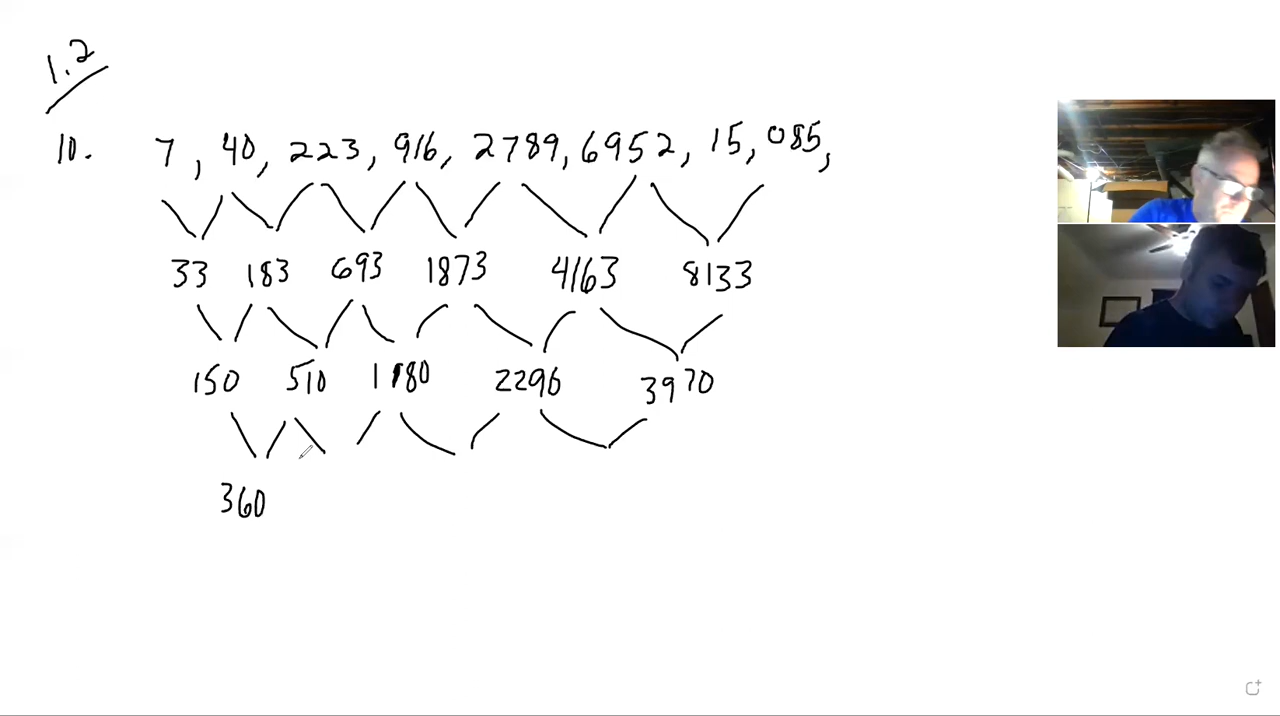 1.2
10. 7, 40, 223, 916, 2789, 6952, 15,085,
33 183 693 1873 4163 8133
150 510 1180 2296 3970
360